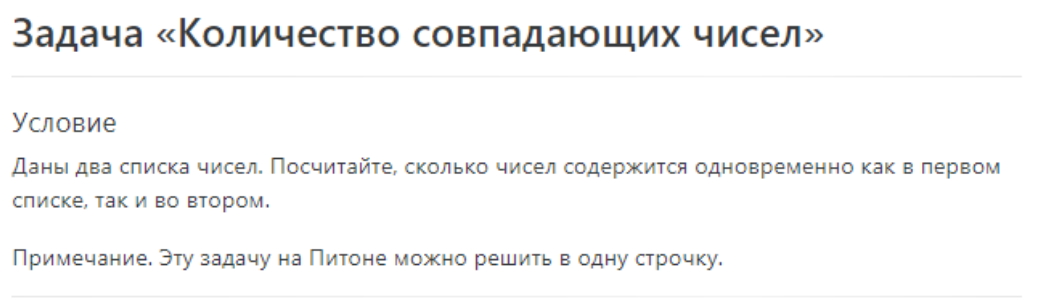 Задача «Количество совпадающих чисел»
Условие
Даны два списка чисел. Посчитайте, сколько чисел содержится одновременно как в первом
списке, так и во втором.
Примечание. Эту задачу на Питоне можно решить в одну строчку.